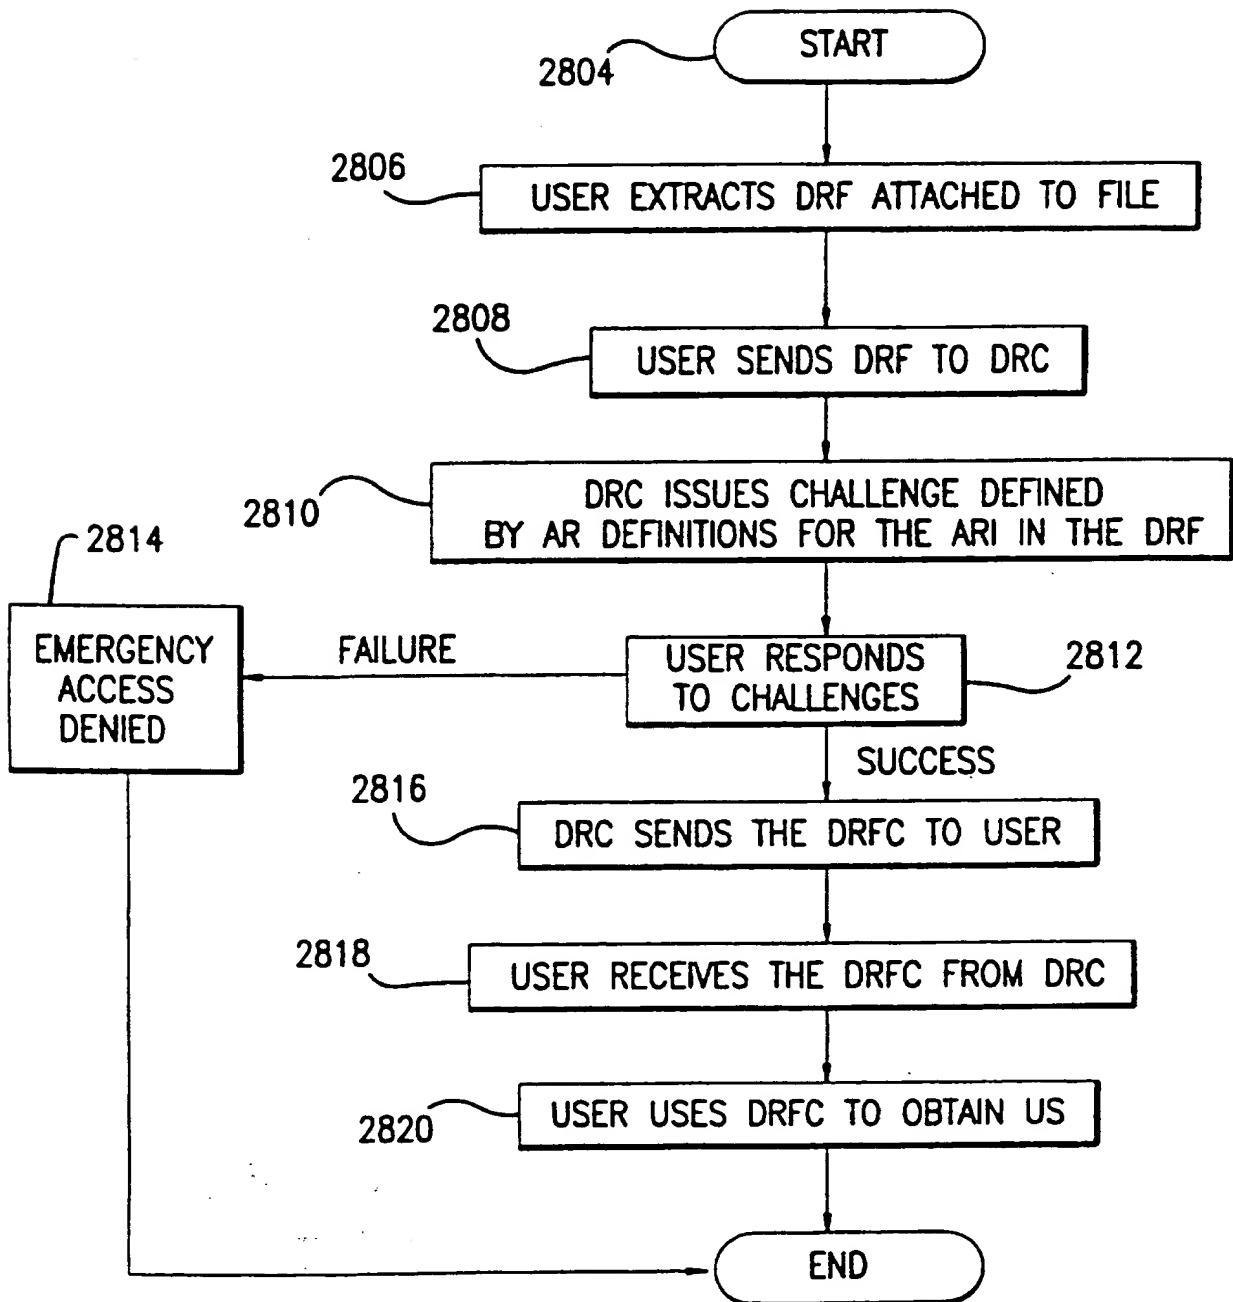 START
2804
2806
USER EXTRACTS DRF ATTACHED TO FILE
2808
USER SENDS DRF TO DRC
2810
DRC ISSUES CHALLENGE DEFINED
BY AR DEFINITIONS FOR THE ARI IN THE DRF
2814
EMERGENCY
ACCESS
DENIED
FAILURE
USER RESPONDS
TO CHALLENGES
2812
SUCCESS
2816
DRC SENDS THE DRFC TO USER
2818
USER RECEIVES THE DRFC FROM DRC
2820
USER USES DRFC TO OBTAIN US
END